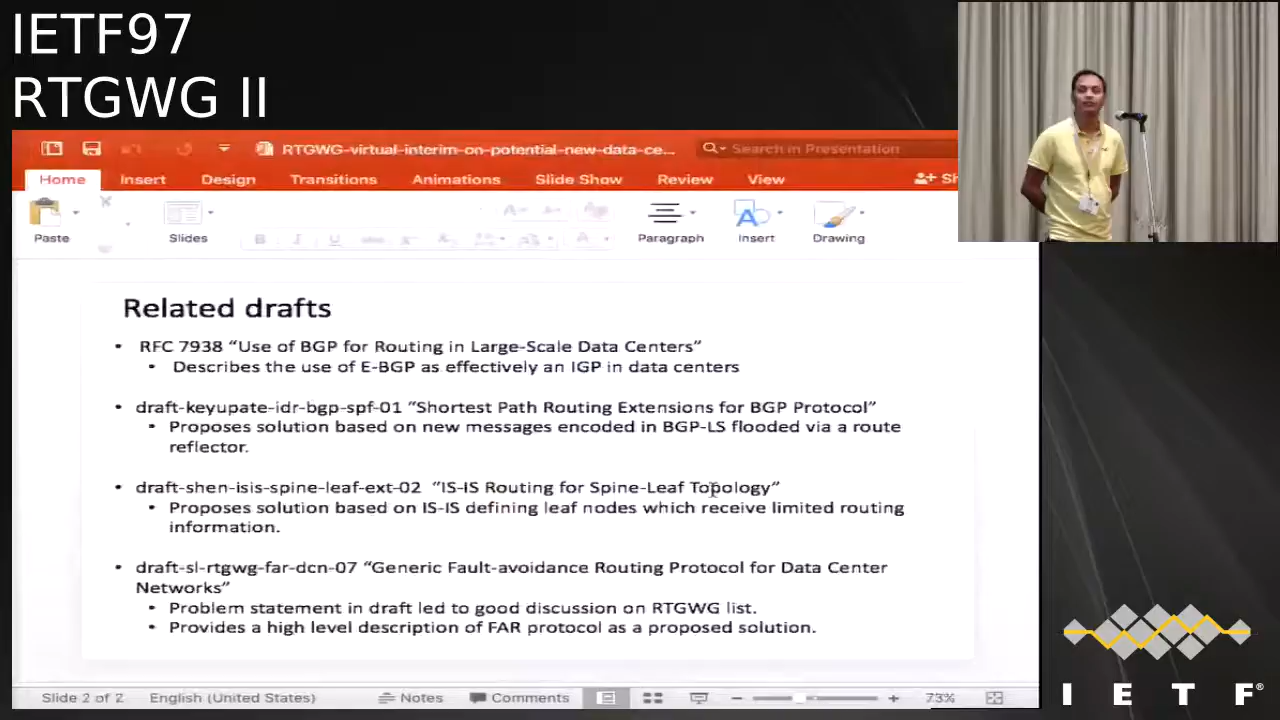 IETF97
RTGWG II
RTGWG-virtual-interim-on-potential-new-data-ce...
Search in Presentation
Home Insert Design Transitions Animations Slide Show Review View
Paste Slides Paragraph Insert Drawing
Related drafts
• RFC 7938 “Use of BGP for Routing in Large-Scale Data Centers”
• Describes the use of E-BGP as effectively an IGP in data centers
• draft-keyupate-idr-bgp-spf-01 “Shortest Path Routing Extensions for BGP Protocol”
• Proposes solution based on new messages encoded in BGP-LS flooded via a route
reflector.
• draft-shen-isis-spine-leaf-ext-02 “IS-IS Routing for Spine-Leaf Topology”
• Proposes solution based on IS-IS defining leaf nodes which receive limited routing
information.
• draft-sl-rtgwg-far-dcn-07 “Generic Fault-avoidance Routing Protocol for Data Center
Networks”
• Problem statement in draft led to good discussion on RTGWG list.
• Provides a high level description of FAR protocol as a proposed solution.
Slide 2 of 2 English (United States) Notes Comments 73%
IETF®